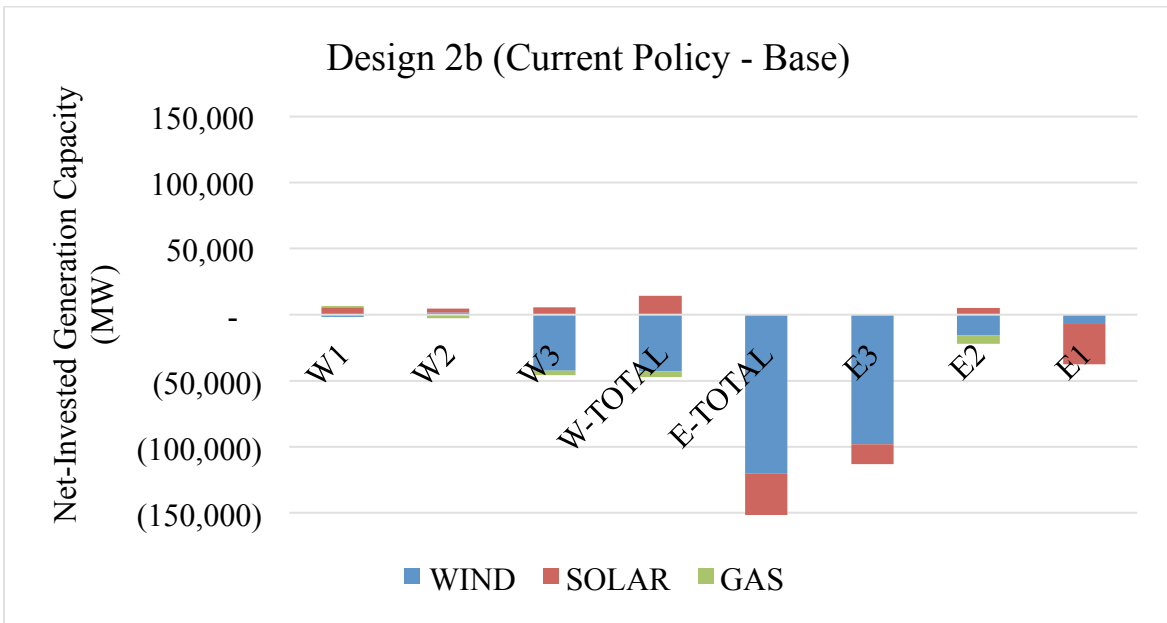 Design 2b (Current Policy - Base)
Net-Invested Generation Capacity
(MW)
150,000
100,000
50,000
-
(50,000)
(100,000)
(150,000)
W1
W2
W3
W-TOTAL
E-TOTAL
E3
E2
E1
WIND
SOLAR
GAS